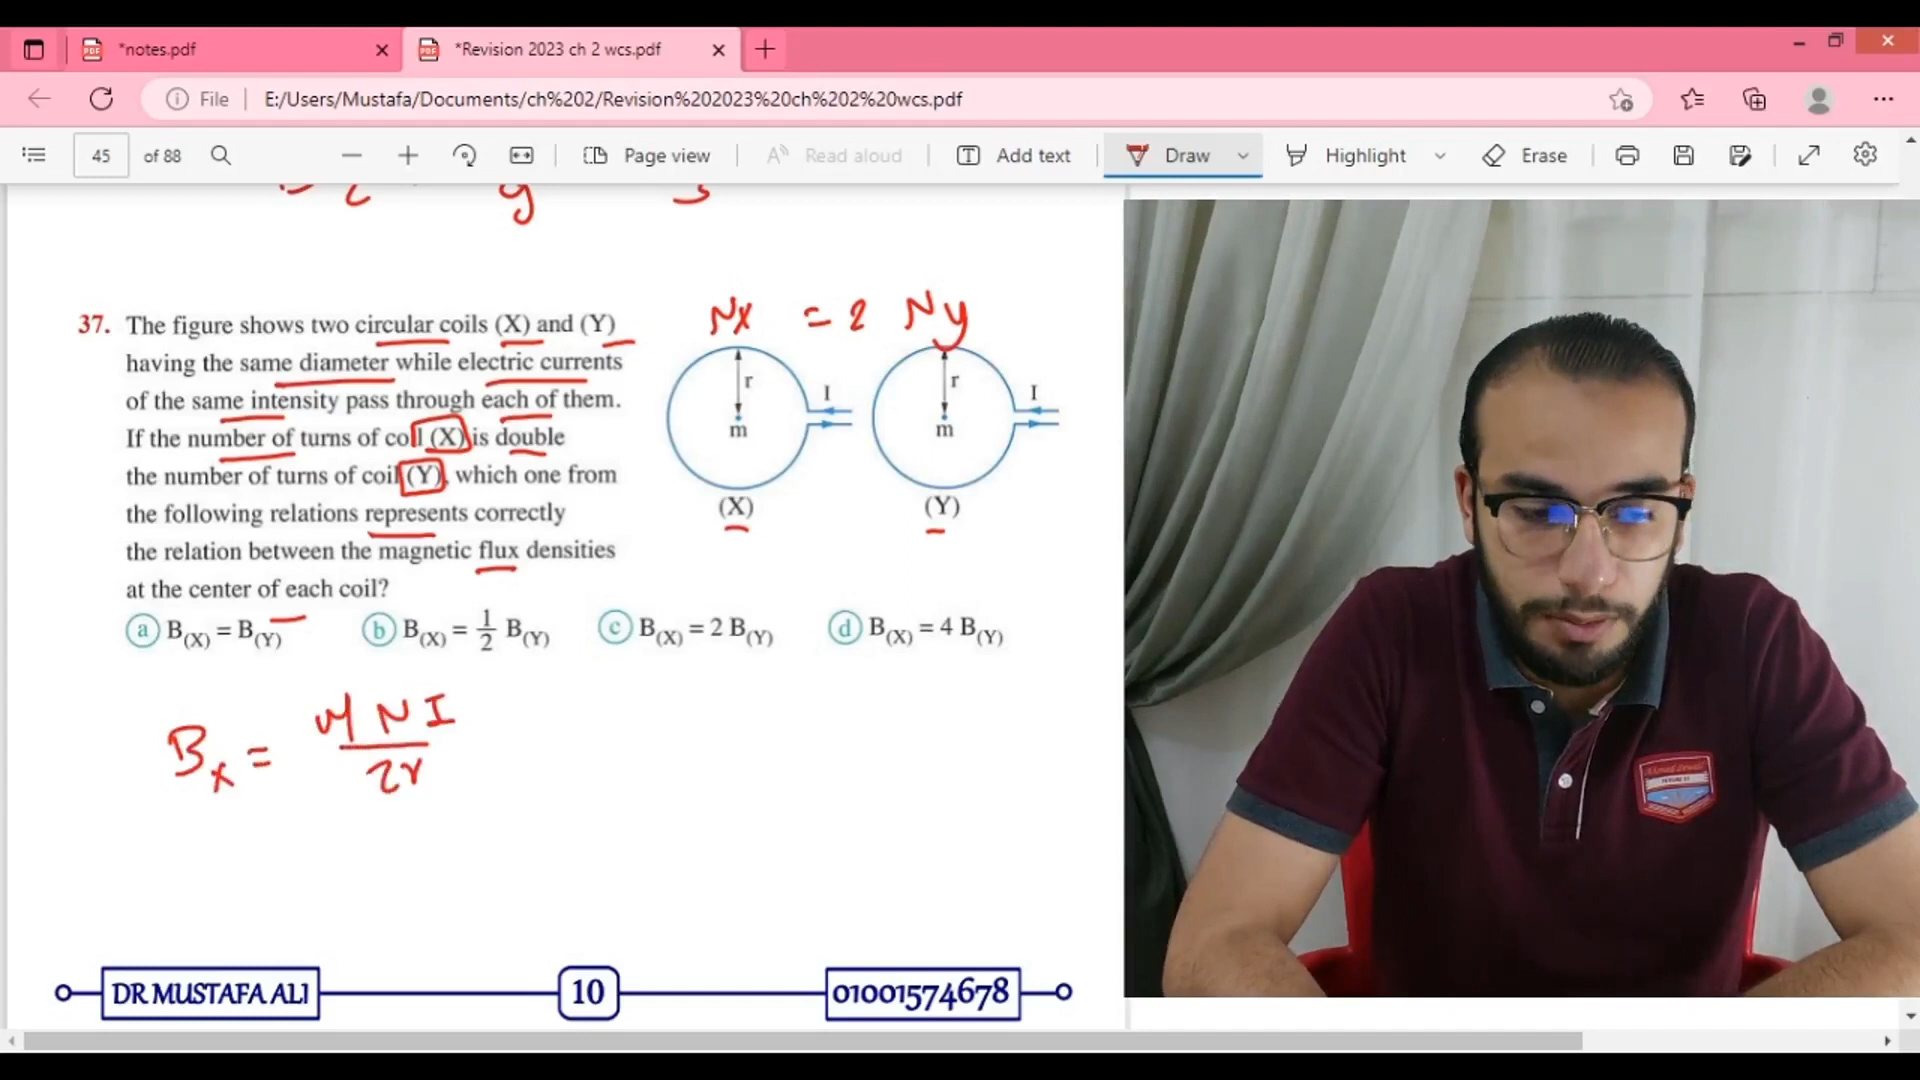 *notes.pdf
*Revision 2023 ch 2 wcs.pdf
File
E:/Users/Mustafa/Documents/ch%202/Revision%202023%20ch%202%20wcs.pdf
45 of 88
Page view
Read aloud
Add text
Draw
Highlight
Erase
Nx = 2 Ny
37. The figure shows two circular coils (X) and (Y)
having the same diameter while electric currents
of the same intensity pass through each of them.
If the number of turns of coil (X) is double
the number of turns of coil (Y), which one from
the following relations represents correctly
the relation between the magnetic flux densities
at the center of each coil?
r I r I
m m
(X) (Y)
a B(X) = B(Y) b B(X) = 1/2 B(Y) c B(X) = 2 B(Y) d B(X) = 4 B(Y)
Bx = μ N I
2r
DR MUSTAFA ALI
10
01001574678